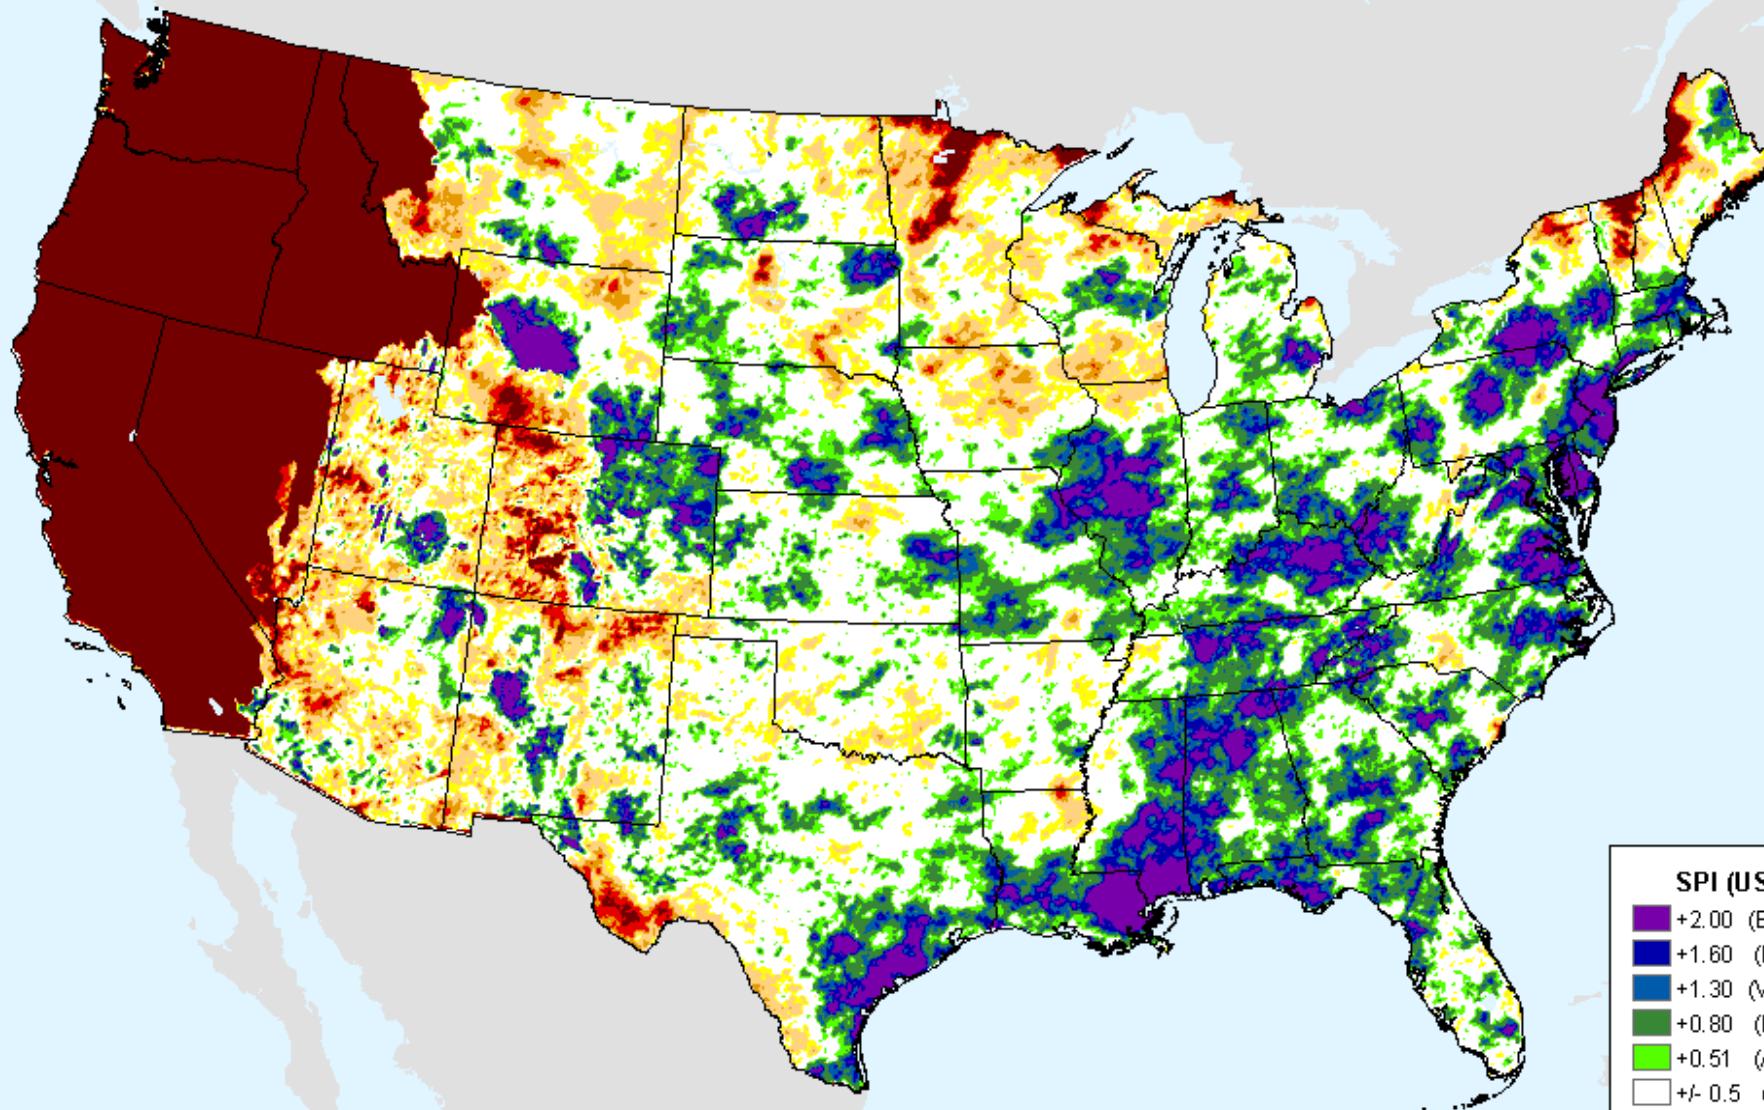 SPI (US
+2.00 (E
+1.60 (
+1.30 (V
+0.80 (
+0.51 (
+/- 0.5